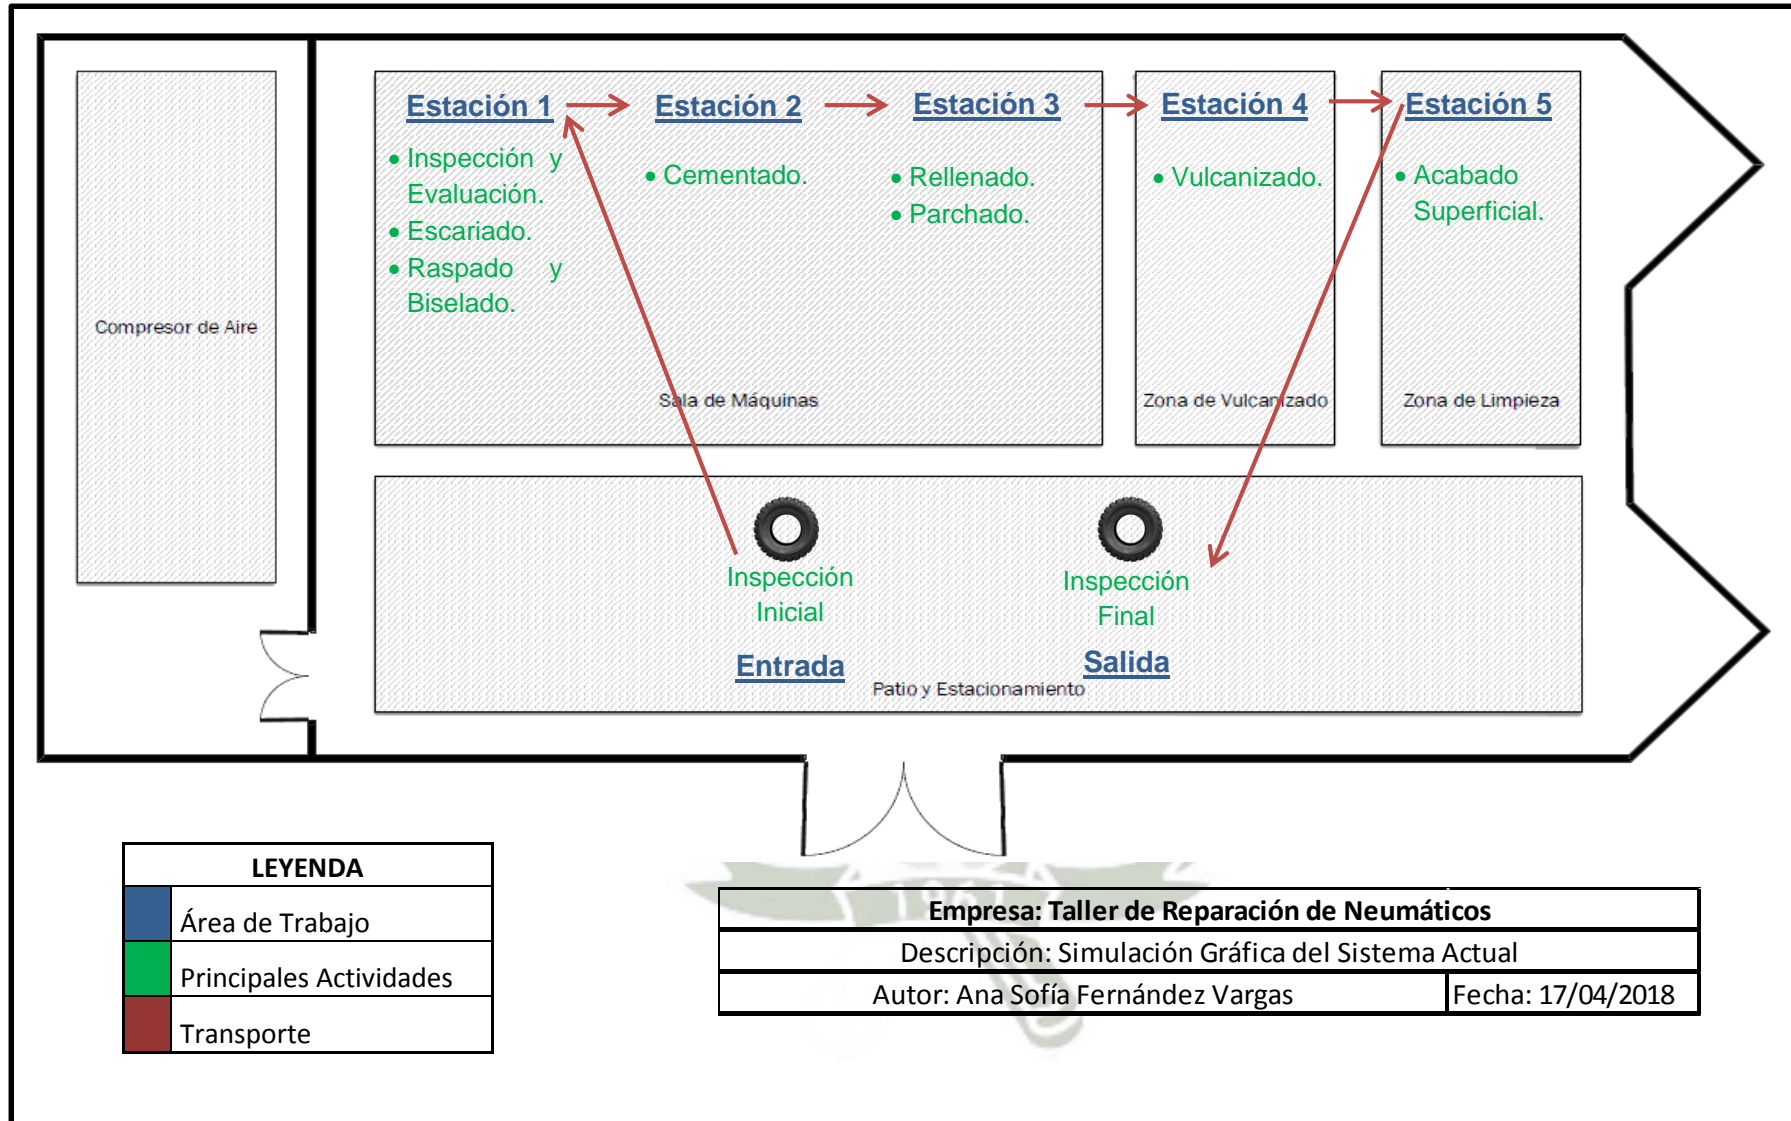 Estación 1
• Inspección y
Evaluación.
• Escariado.
• Raspado y
Biselado.
Estación 2
• Cementado.
Estación 3
• Rellenado.
• Parchado.
Estación 4
• Vulcanizado.
Estación 5
• Acabado
Superficial.
Compresor de Aire
Sala de Máquinas
Zona de Vulcanizado
Zona de Limpieza
Inspección
Inicial
Entrada
Inspección
Final
Salida
Patio y Estacionamiento
LEYENDA
Área de Trabajo
Principales Actividades
Transporte
1961
Empresa: Taller de Reparación de Neumáticos
Descripción: Simulación Gráfica del Sistema Actual
Autor: Ana Sofía Fernández Vargas
Fecha: 17/04/2018